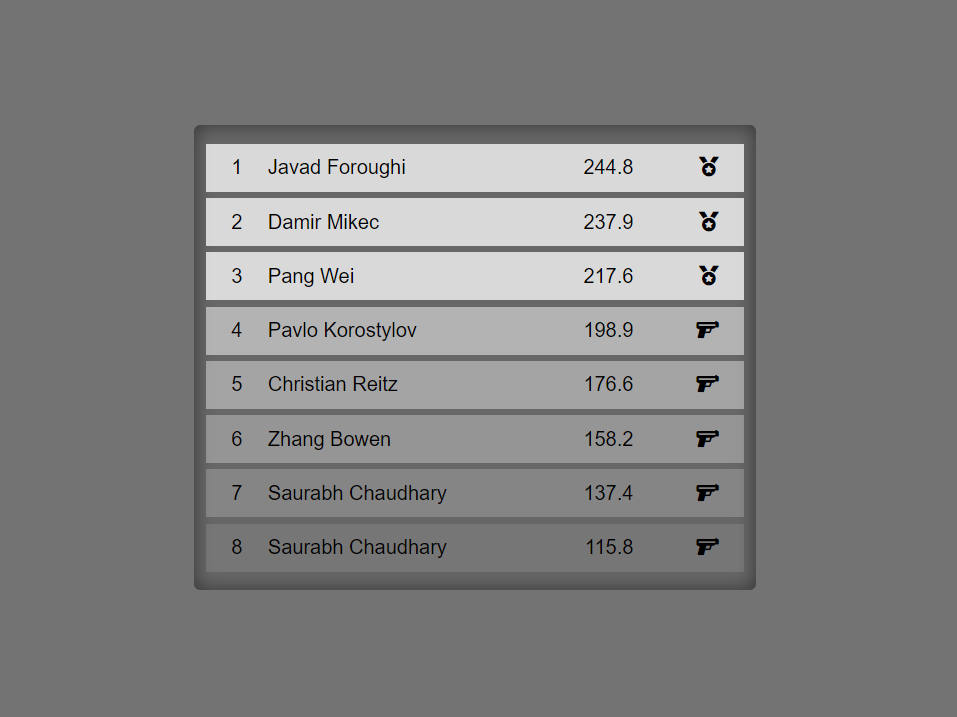 1 Javad Foroughi 244.8
2 Damir Mikec 237.9
3 Pang Wei 217.6
4 Pavlo Korostylov 198.9
5 Christian Reitz 176.6
6 Zhang Bowen 158.2
7 Saurabh Chaudhary 137.4
8 Saurabh Chaudhary 115.8